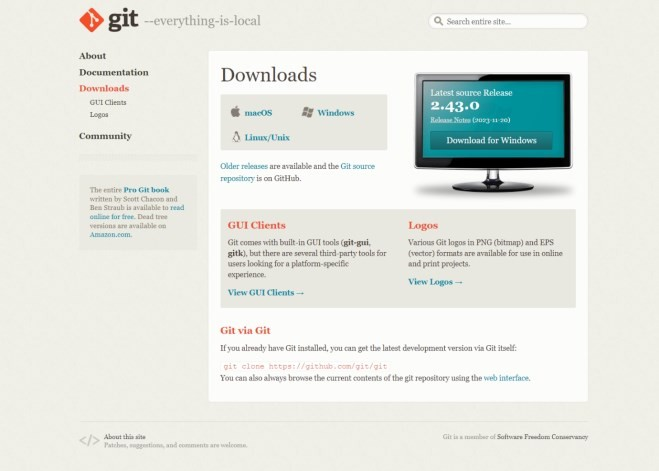 git --everything-is-local
Search entire site...
About
Documentation
Downloads
GUI Clients
Logos
Community
The entire Pro Git book
written by Scott Chacon and
Ben Straub is available to read
online for free. Dead tree
versions are available on
Amazon.com.
Downloads
macOS
Windows
Linux/Unix
Older releases are available and the Git source
repository is on GitHub.
Latest source Release
2.43.0
Release Notes (2023-11-20)
Download for Windows
GUI Clients
Git comes with built-in GUI tools (git-gui,
gitk), but there are several third-party tools for
users looking for a platform-specific
experience.
View GUI Clients →
Logos
Various Git logos in PNG (bitmap) and EPS
(vector) formats are available for use in online
and print projects.
View Logos →
Git via Git
If you already have Git installed, you can get the latest development version via Git itself:
git clone https://github.com/git/git
You can also always browse the current contents of the git repository using the web interface.
</> About this site
Patches, suggestions, and comments are welcome.
Git is a member of Software Freedom Conservancy